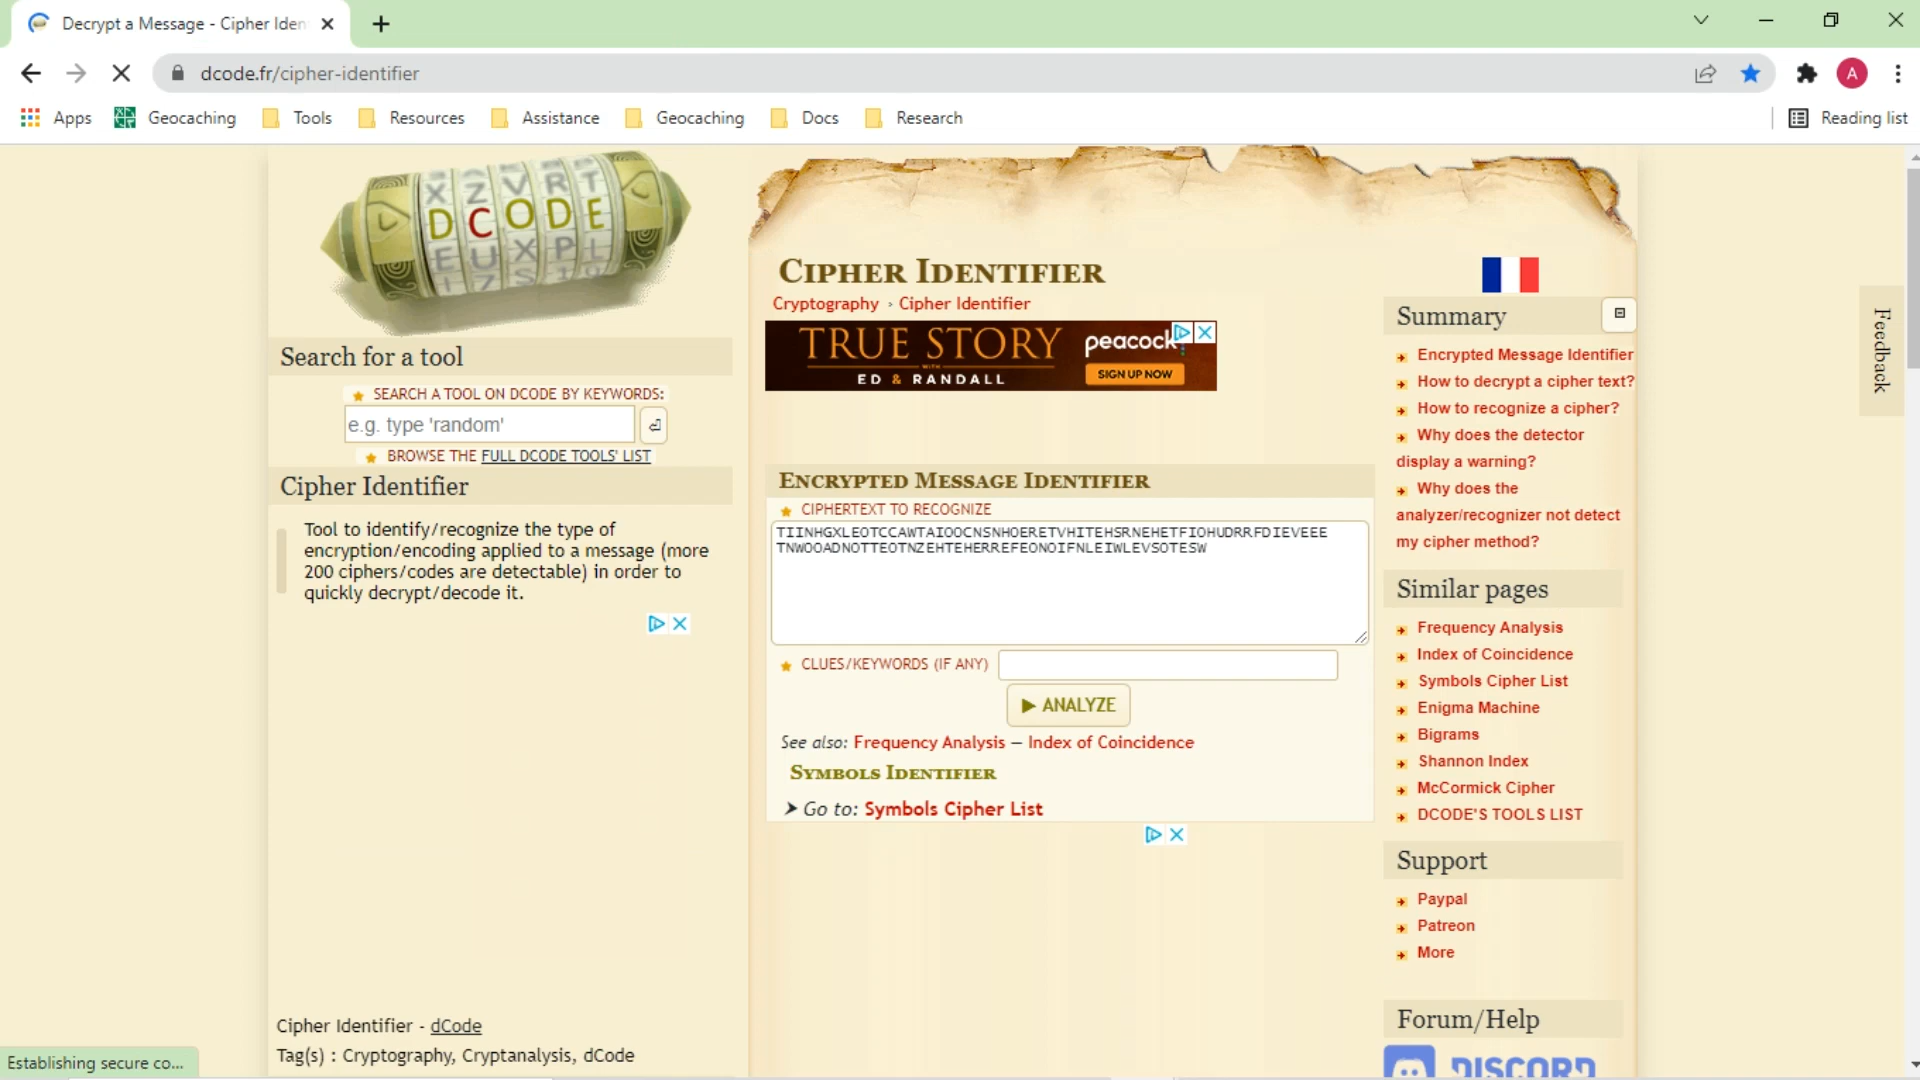 Decrypt a Message - Cipher Iden
dcode.fr/cipher-identifier
A
Apps
Geocaching
Tools
Resources
Assistance
Geocaching
Docs
Research
Reading list
X Z V R T
D C O D E
E U X P L
Search for a tool
SEARCH A TOOL ON DCODE BY KEYWORDS:
e.g. type 'random'
BROWSE THE FULL DCODE TOOLS' LIST
Cipher Identifier
Tool to identify/recognize the type of
encryption/encoding applied to a message (more
200 ciphers/codes are detectable) in order to
quickly decrypt/decode it.
Cipher Identifier - dCode
Tag(s) : Cryptography, Cryptanalysis, dCode
Establishing secure co...
CIPHER IDENTIFIER
Cryptography › Cipher Identifier
TRUE STORY
WITH
ED & RANDALL
peacock
SIGN UP NOW
ENCRYPTED MESSAGE IDENTIFIER
CIPHERTEXT TO RECOGNIZE
TIINHGXLEOTCCAWTAIOOCNSNHOERETVHITEHSRNEHETFIOHUDRRFDIEVEEE
TNWOOADNOTTEOTNZEHTEHERREFEONOIFNLEIWLEVSOTESW
CLUES/KEYWORDS (IF ANY)
► ANALYZE
See also: Frequency Analysis — Index of Coincidence
SYMBOLS IDENTIFIER
➤ Go to: Symbols Cipher List
Summary
Encrypted Message Identifier
How to decrypt a cipher text?
How to recognize a cipher?
Why does the detector
display a warning?
Why does the
analyzer/recognizer not detect
my cipher method?
Similar pages
Frequency Analysis
Index of Coincidence
Symbols Cipher List
Enigma Machine
Bigrams
Shannon Index
McCormick Cipher
DCODE'S TOOLS LIST
Support
Paypal
Patreon
More
Forum/Help
DISCORD
Feedback